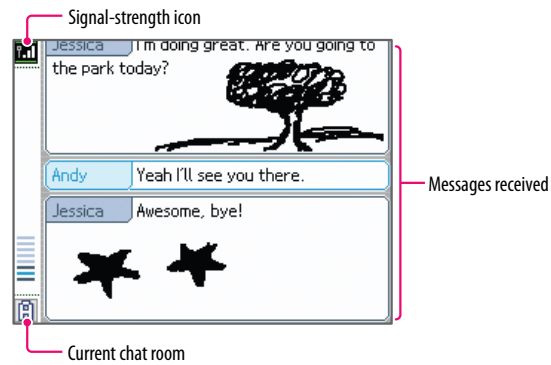 Signal-strength icon
Jessica I'm doing great. Are you going to
the park today?
Andy Yeah I'll see you there.
Messages received
Jessica Awesome, bye!
A
Current chat room